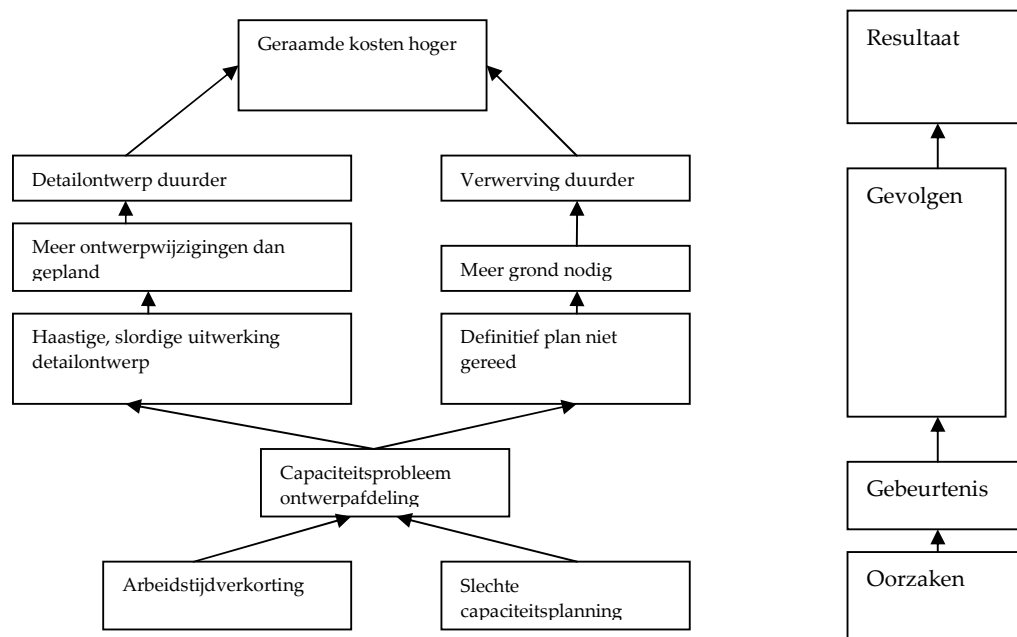 Geraamde kosten hoger
Resultaat
Detailontwerp duurder
Verwerving duurder
Gevolgen
Meer ontwerpwijzigingen dan
gepland
Meer grond nodig
Haastige, slordige uitwerking
detailontwerp
Definitief plan niet
gereed
Capaciteitsprobleem
ontwerpafdeling
Gebeurtenis
Arbeidstijdverkorting
Slechte
capaciteitsplanning
Oorzaken